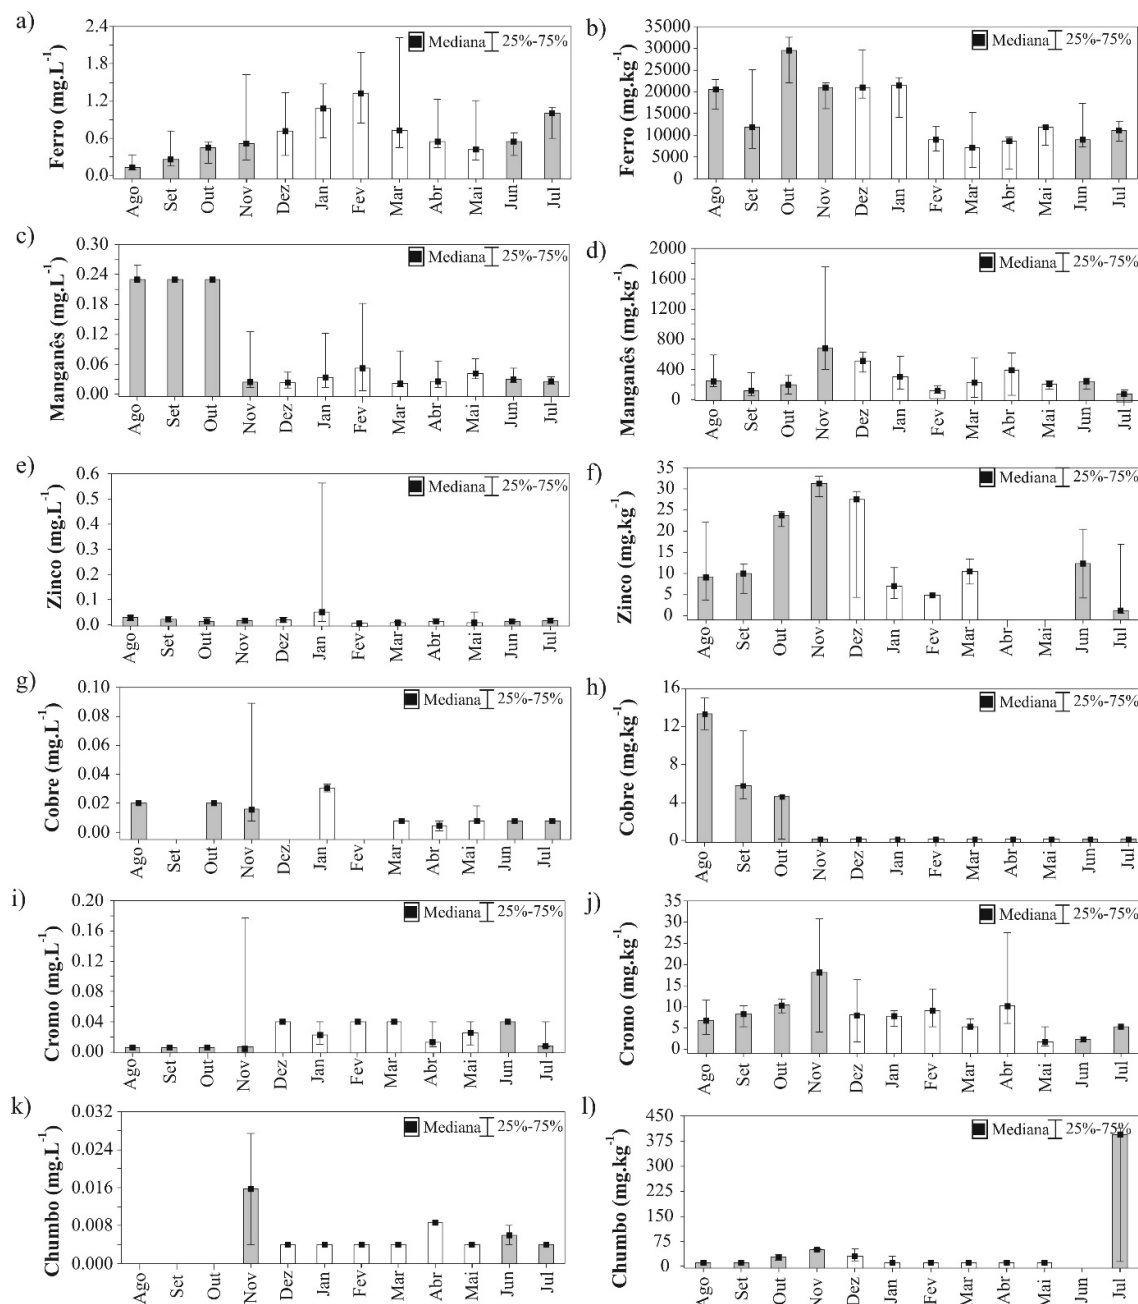 a)
Ferro (mg.L-1)
2.4
1.8
1.2
0.6
0.0
Mediana 25%-75%
Ago Set Out Nov Dez Jan Fev Mar Abr Mai Jun Jul
b)
Ferro (mg.kg-1)
35000
30000
25000
20000
15000
10000
5000
0
Mediana 25%-75%
Ago Set Out Nov Dez Jan Fev Mar Abr Mai Jun Jul
c)
Manganês (mg.L-1)
0.30
0.24
0.18
0.12
0.06
0.00
Mediana 25%-75%
Ago Set Out Nov Dez Jan Fev Mar Abr Mai Jun Jul
d)
Manganês (mg.kg-1)
2000
1600
1200
800
400
0
Mediana 25%-75%
Ago Set Out Nov Dez Jan Fev Mar Abr Mai Jun Jul
e)
Zinco (mg.L-1)
0.6
0.5
0.4
0.3
0.2
0.1
0.0
Mediana 25%-75%
Ago Set Out Nov Dez Jan Fev Mar Abr Mai Jun Jul
f)
Zinco (mg.kg-1)
35
30
25
20
15
10
5
0
Mediana 25%-75%
Ago Set Out Nov Dez Jan Fev Mar Abr Mai Jun Jul
g)
Cobre (mg.L-1)
0.10
0.08
0.06
0.04
0.02
0.00
Mediana 25%-75%
Ago Set Out Nov Dez Jan Fev Mar Abr Mai Jun Jul
h)
Cobre (mg.kg-1)
16
12
8
4
0
Mediana 25%-75%
Ago Set Out Nov Dez Jan Fev Mar Abr Mai Jun Jul
i)
Cromo (mg.L-1)
0.20
0.16
0.12
0.08
0.04
0.00
Mediana 25%-75%
Ago Set Out Nov Dez Jan Fev Mar Abr Mai Jun Jul
j)
Cromo (mg.kg-1)
35
30
25
20
15
10
5
0
Mediana 25%-75%
Ago Set Out Nov Dez Jan Fev Mar Abr Mai Jun Jul
k)
Chumbo (mg.L-1)
0.032
0.024
0.016
0.008
0.000
Mediana 25%-75%
Ago Set Out Nov Dez Jan Fev Mar Abr Mai Jun Jul
l)
Chumbo (mg.kg-1)
450
375
300
225
150
75
0
Mediana 25%-75%
Ago Set Out Nov Dez Jan Fev Mar Abr Mai Jun Jul